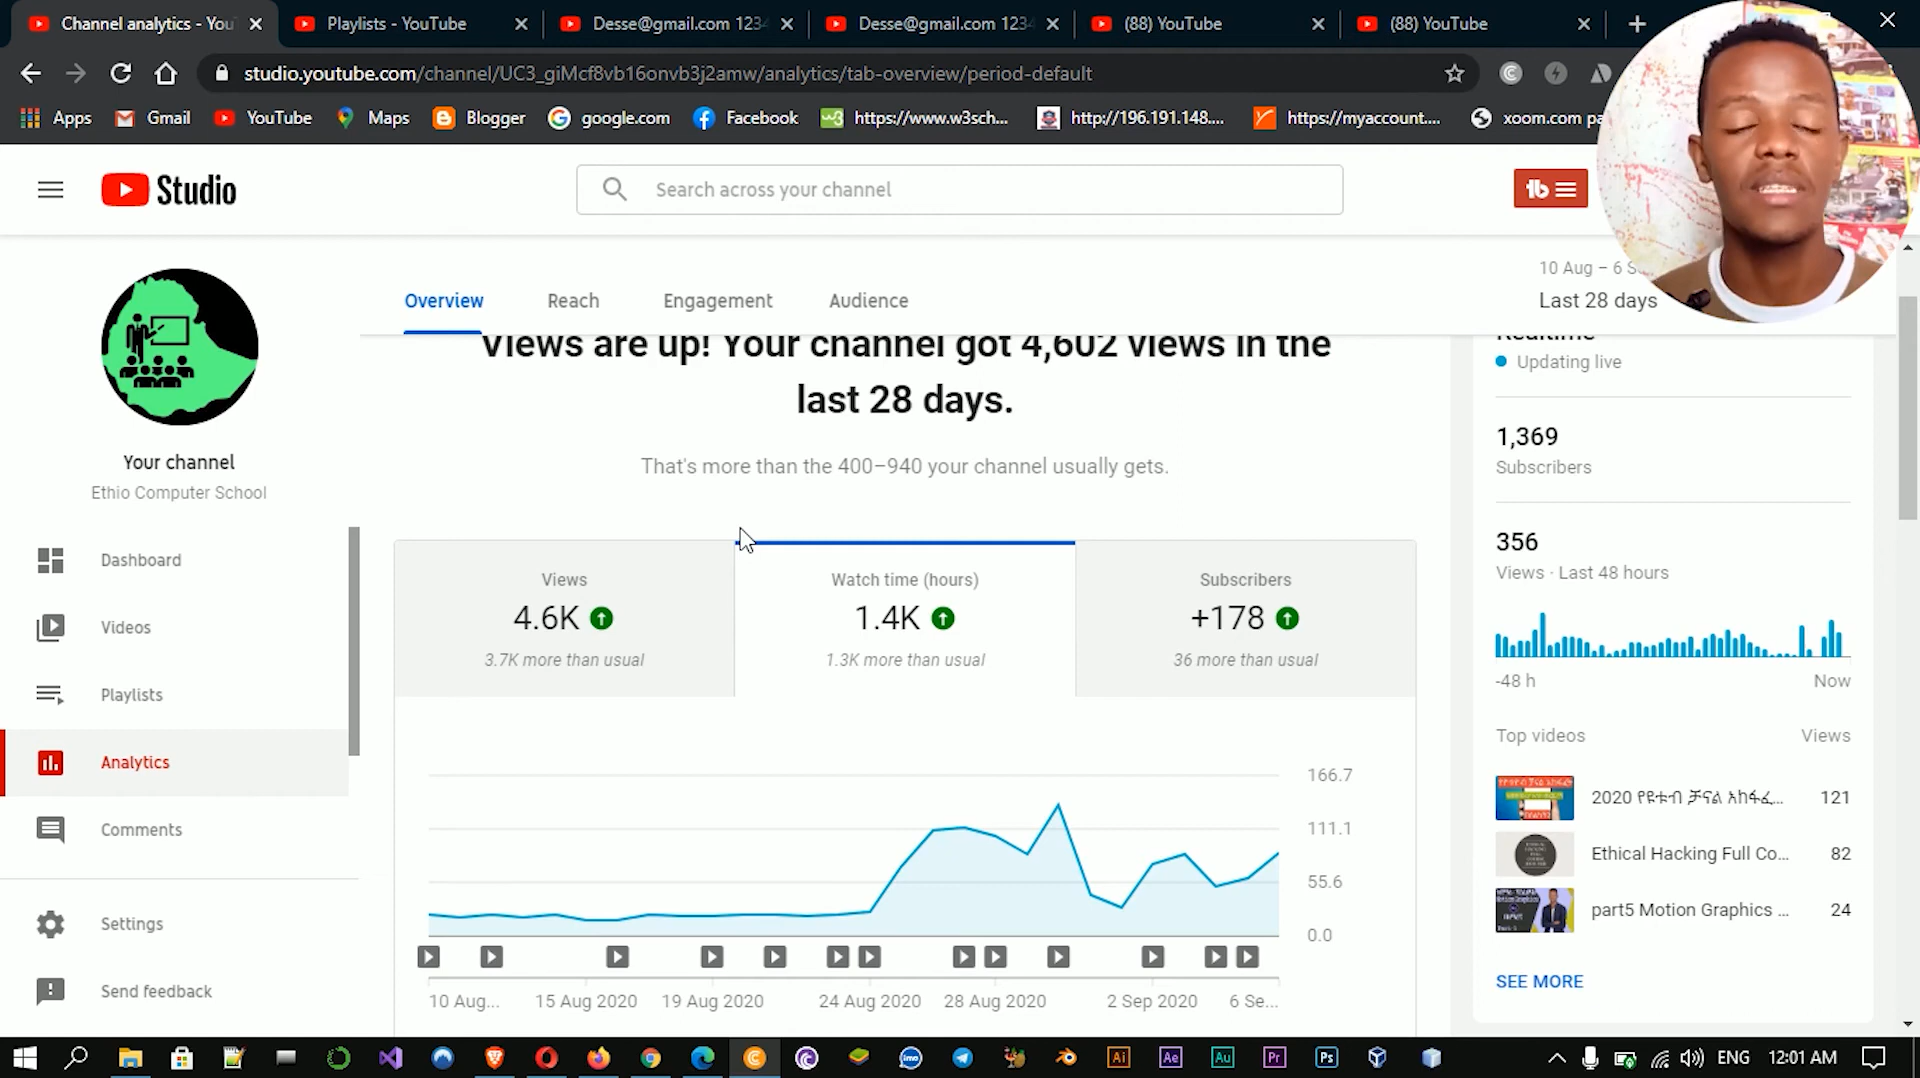 Channel analytics - You
Playlists - YouTube
Desse@gmail.com 1234
Desse@gmail.com 123
(88) YouTube
(88) YouTube
studio.youtube.com/channel/UC3_giMcf8vb16onvb3j2amw/analytics/tab-overview/period-default
Apps
Gmail
YouTube
Maps
Blogger
google.com
Facebook
https://www.w3sch...
http://196.191.148....
https://myaccount....
xoom.com pa
Studio
Search across your channel
10 Aug – 6 S
Last 28 days
Overview
Reach
Engagement
Audience
Views are up! Your channel got 4,602 views in the
last 28 days.
That's more than the 400–940 your channel usually gets.
Your channel
Ethio Computer School
Dashboard
Videos
Playlists
Analytics
Comments
Settings
Send feedback
Views
4.6K
3.7K more than usual
Watch time (hours)
1.4K
1.3K more than usual
Subscribers
+178
36 more than usual
166.7
111.1
55.6
0.0
10 Aug...
15 Aug 2020
19 Aug 2020
24 Aug 2020
28 Aug 2020
2 Sep 2020
6 Se...
Realtime
Updating live
1,369
Subscribers
356
Views · Last 48 hours
-48 h
Now
Top videos
Views
2020 የዩቱብ ቻናል አከፋፈ...
121
Ethical Hacking Full Co...
82
part5 Motion Graphics ...
24
SEE MORE
ENG
12:01 AM